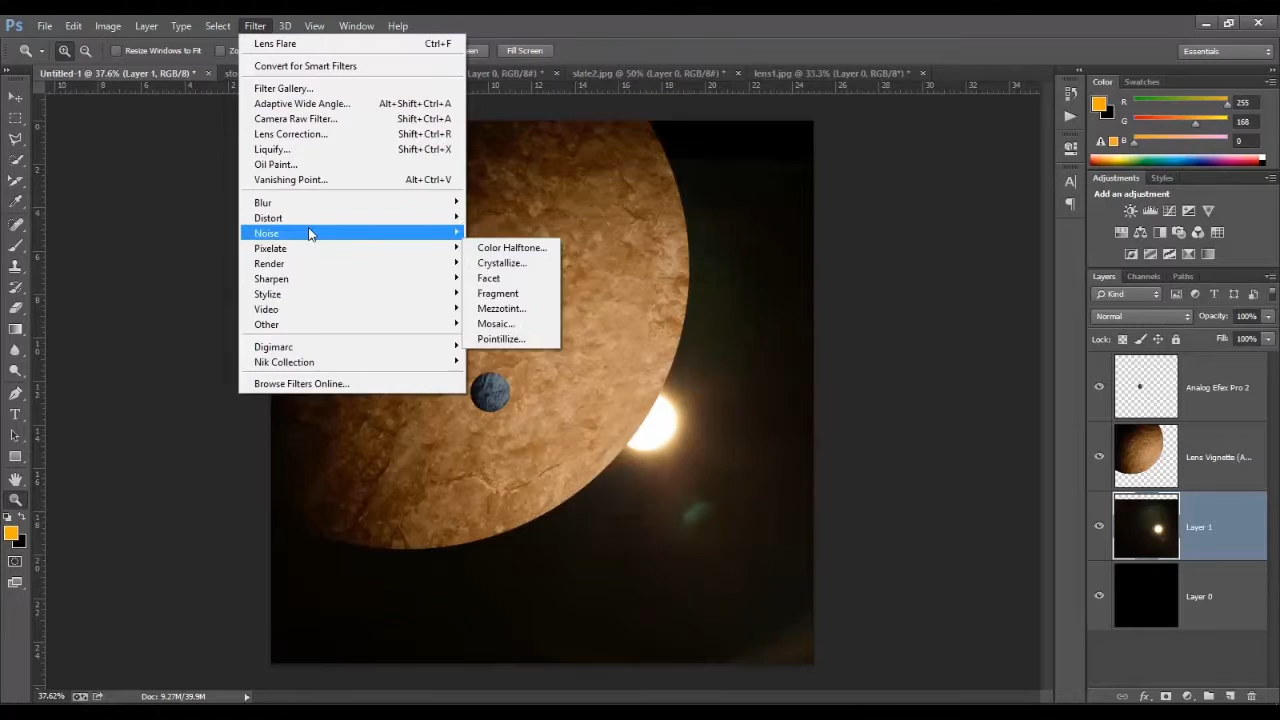 Ps File Edit Image Layer Type Select Filter 3D View Window Help
Resize Windows to Fit Fill Screen Essentials
Untitled-1 @ 37.6% (Layer 1, RGB/8) * Layer 0, RGB/8#) * slate2.jpg @ 50% (Layer 0, RGB/8#) * lens1.jpg @ 33.3% (Layer 0, RGB/8*) *
Lens Flare Ctrl+F
Convert for Smart Filters
Filter Gallery...
Adaptive Wide Angle... Alt+Shift+Ctrl+A
Camera Raw Filter... Shift+Ctrl+A
Lens Correction... Shift+Ctrl+R
Liquify... Shift+Ctrl+X
Oil Paint...
Vanishing Point... Alt+Ctrl+V
Blur
Distort
Noise
Pixelate
Render
Sharpen
Stylize
Video
Other
Digimarc
Nik Collection
Browse Filters Online...
Color Halftone...
Crystallize...
Facet
Fragment
Mezzotint...
Mosaic...
Pointillize...
Color Swatches
R 255
G 168
B 0
Adjustments Styles
Add an adjustment
Layers Channels Paths
Kind
Normal Opacity: 100%
Lock: Fill: 100%
Analog Efex Pro 2
Lens Vignette (A...
Layer 1
Layer 0
37.62% Doc: 9.27M/39.9M